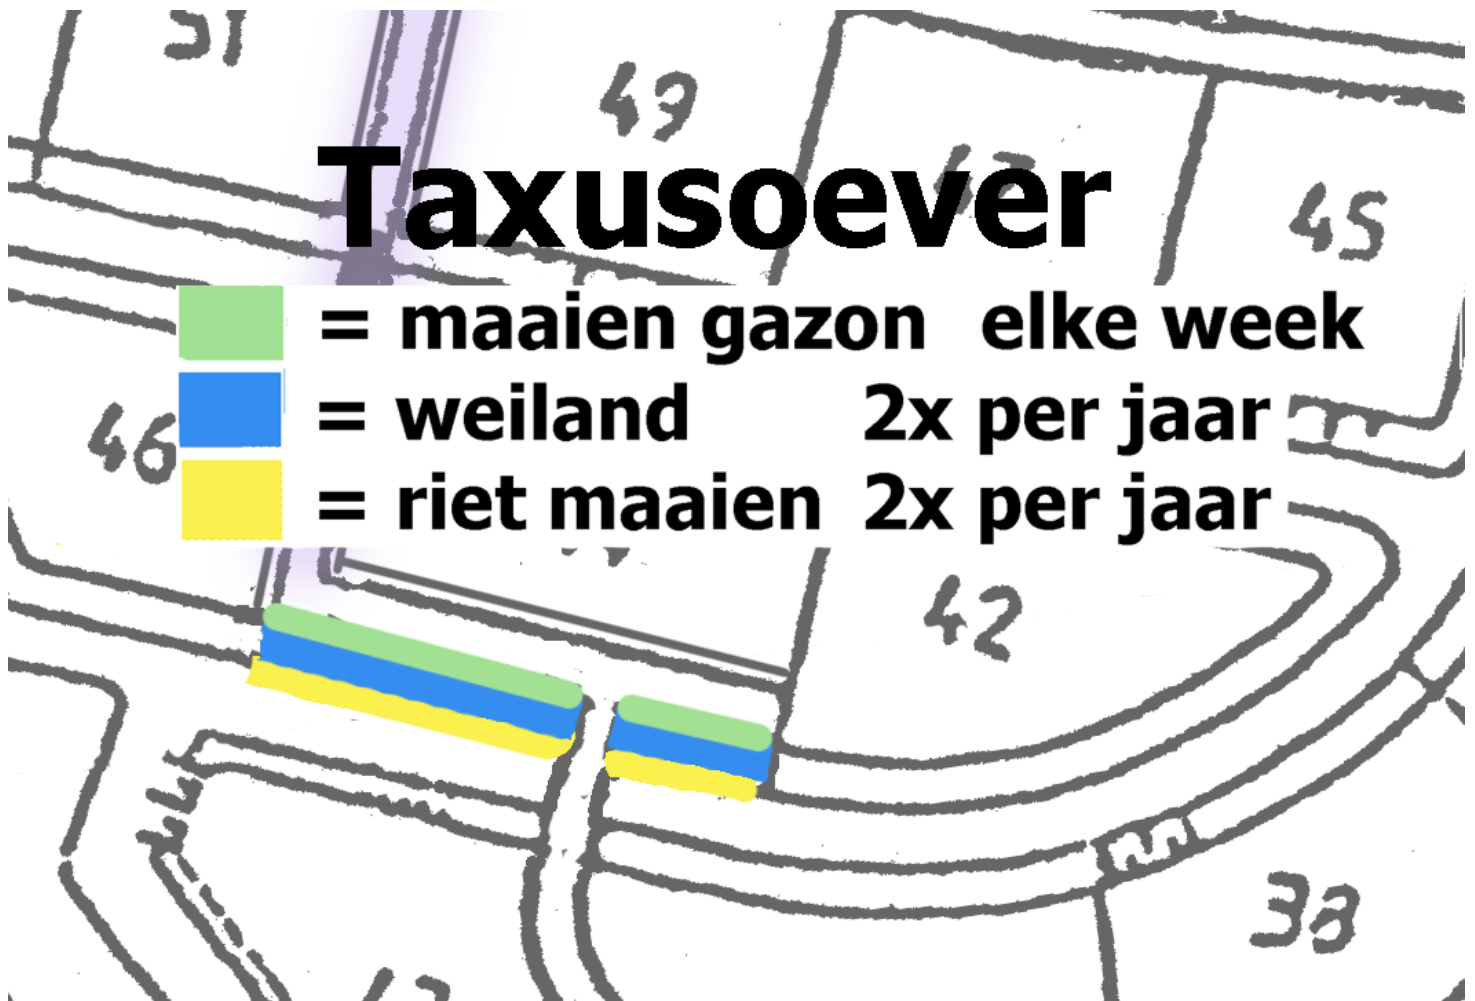 51
49
Taxusoever
47
45
= maaien gazon elke week
= weiland 2x per jaar
46
= riet maaien 2x per jaar
42
38